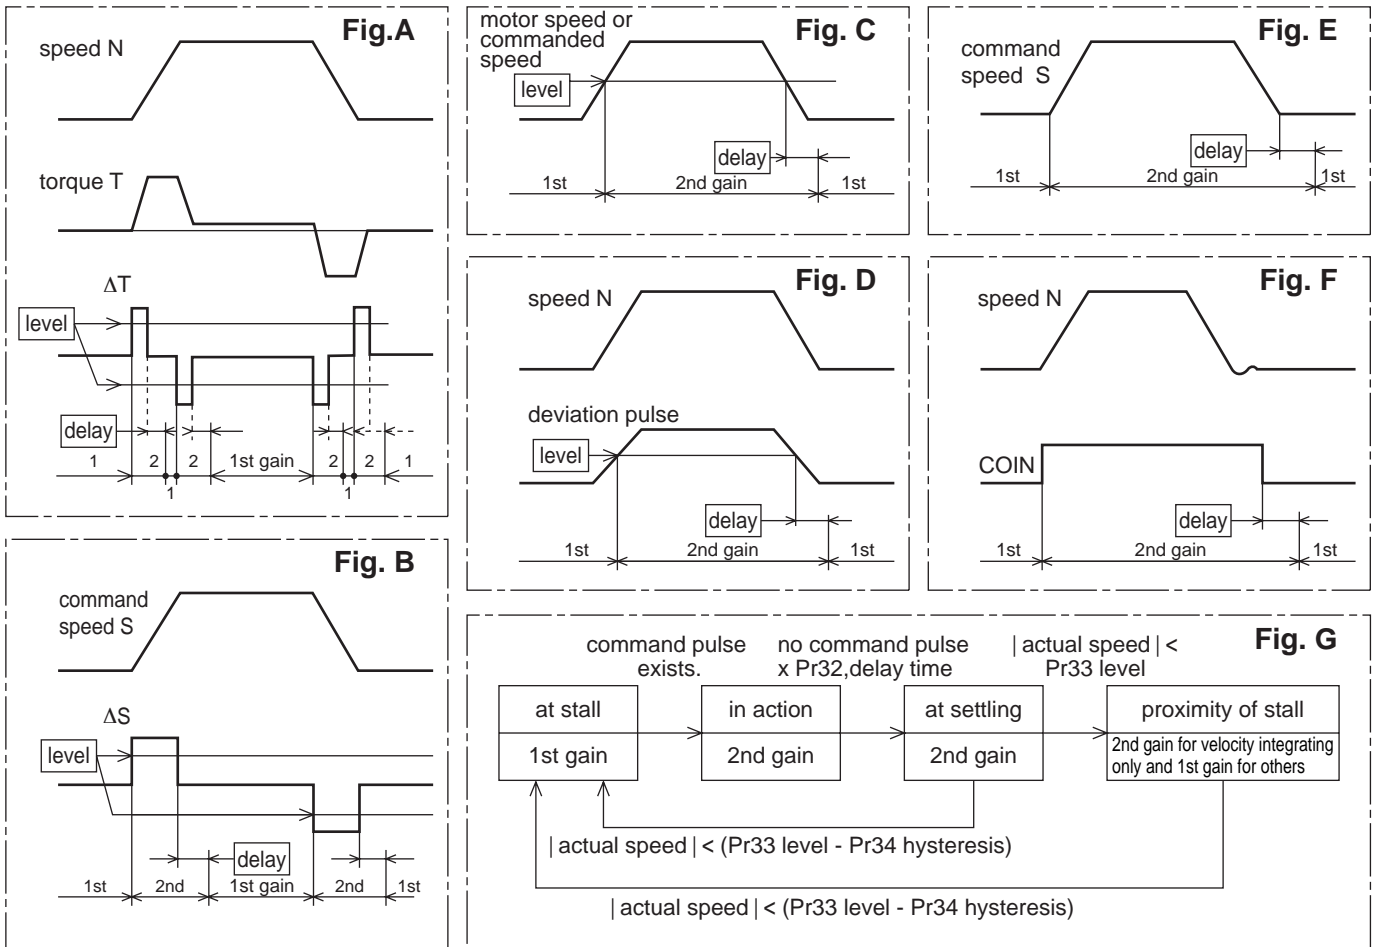 Fig.A
speed N
torque T
ΔT
level
delay
1
2
2
1st gain
2
2
1
1
1
Fig. B
command
speed S
ΔS
level
delay
1st
2nd
1st gain
2nd
1st
Fig. C
motor speed or
commanded
speed
level
delay
1st
2nd gain
1st
Fig. D
speed N
deviation pulse
level
delay
1st
2nd gain
1st
Fig. E
command
speed S
delay
1st
2nd gain
1st
Fig. F
speed N
COIN
delay
1st
2nd gain
1st
Fig. G
command pulse
exists.
no command pulse
x Pr32,delay time
| actual speed | <
Pr33 level
at stall
1st gain
in action
2nd gain
at settling
2nd gain
proximity of stall
2nd gain for velocity integrating
only and 1st gain for others
| actual speed | < (Pr33 level - Pr34 hysteresis)
| actual speed | < (Pr33 level - Pr34 hysteresis)